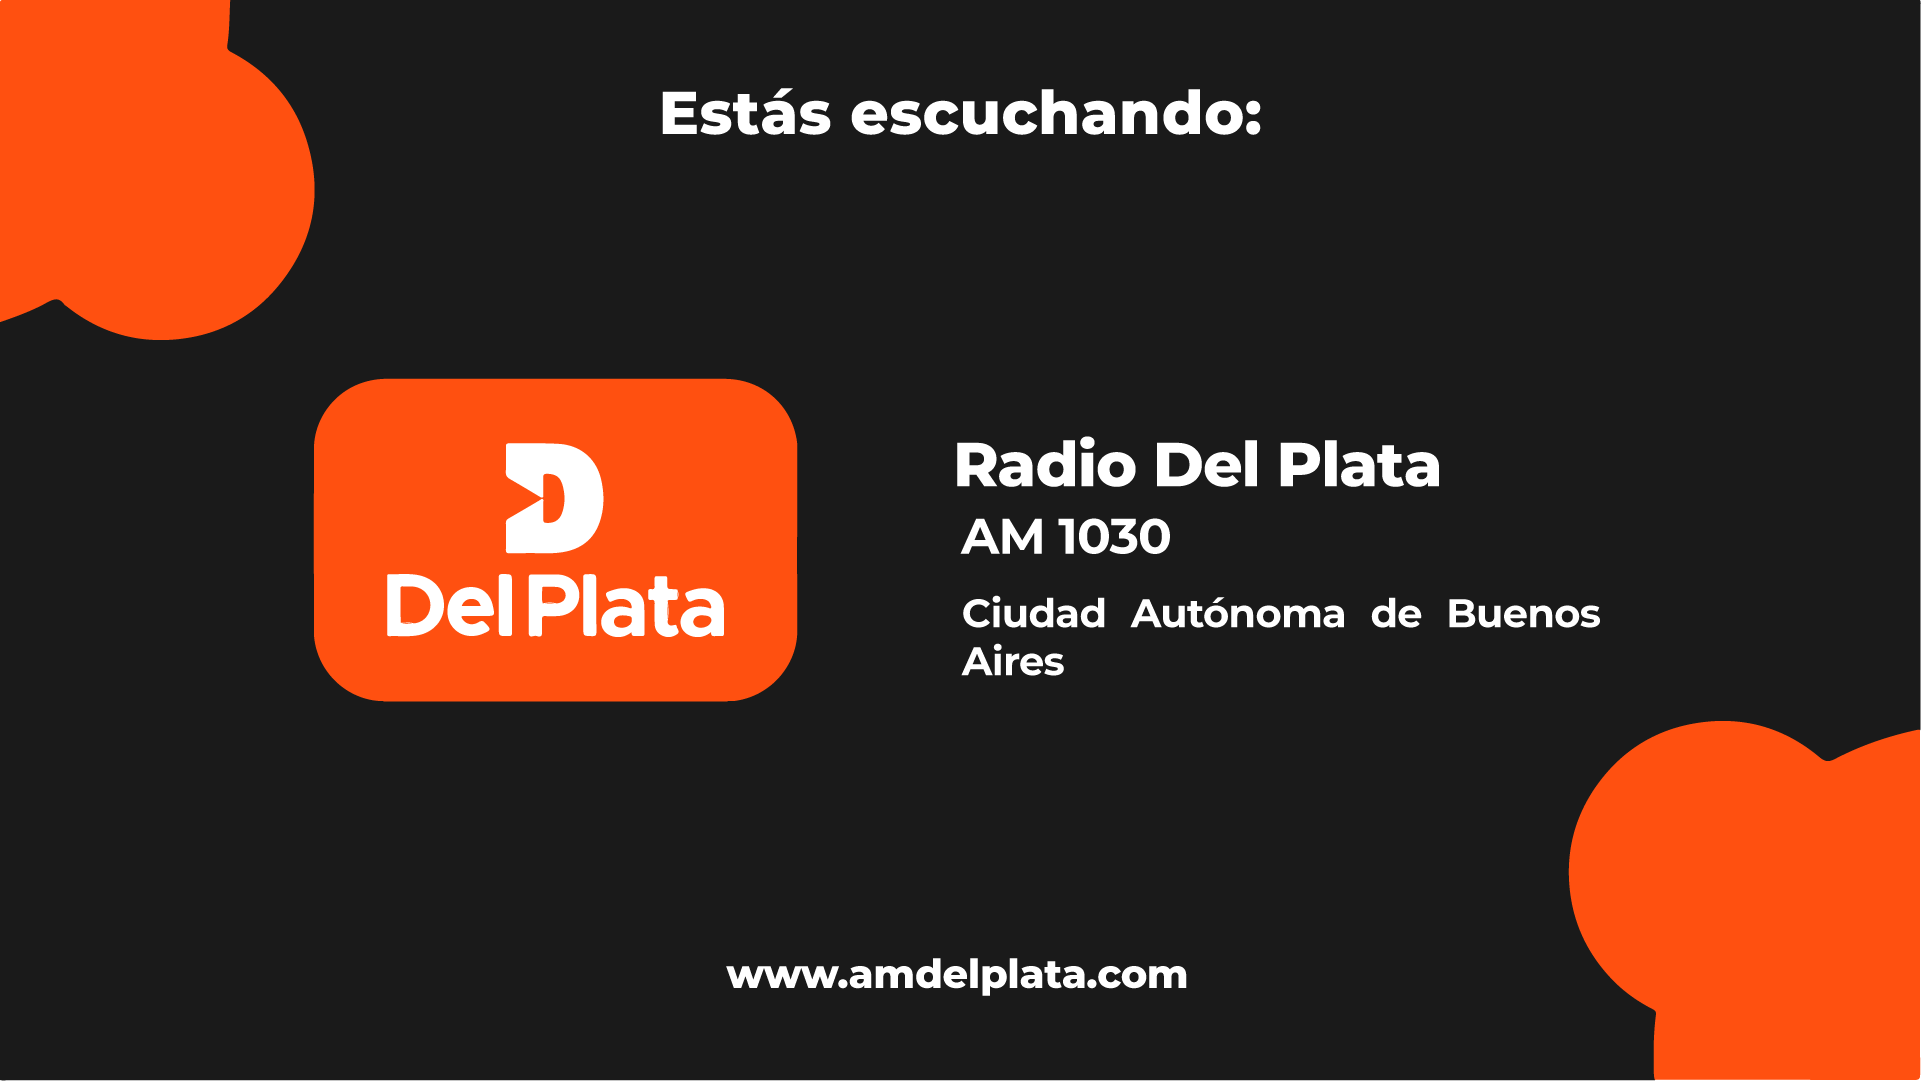 Estás escuchando:
D
Del Plata
Radio Del Plata
AM 1030
Ciudad Autónoma de Buenos
Aires
www.amdelplata.com